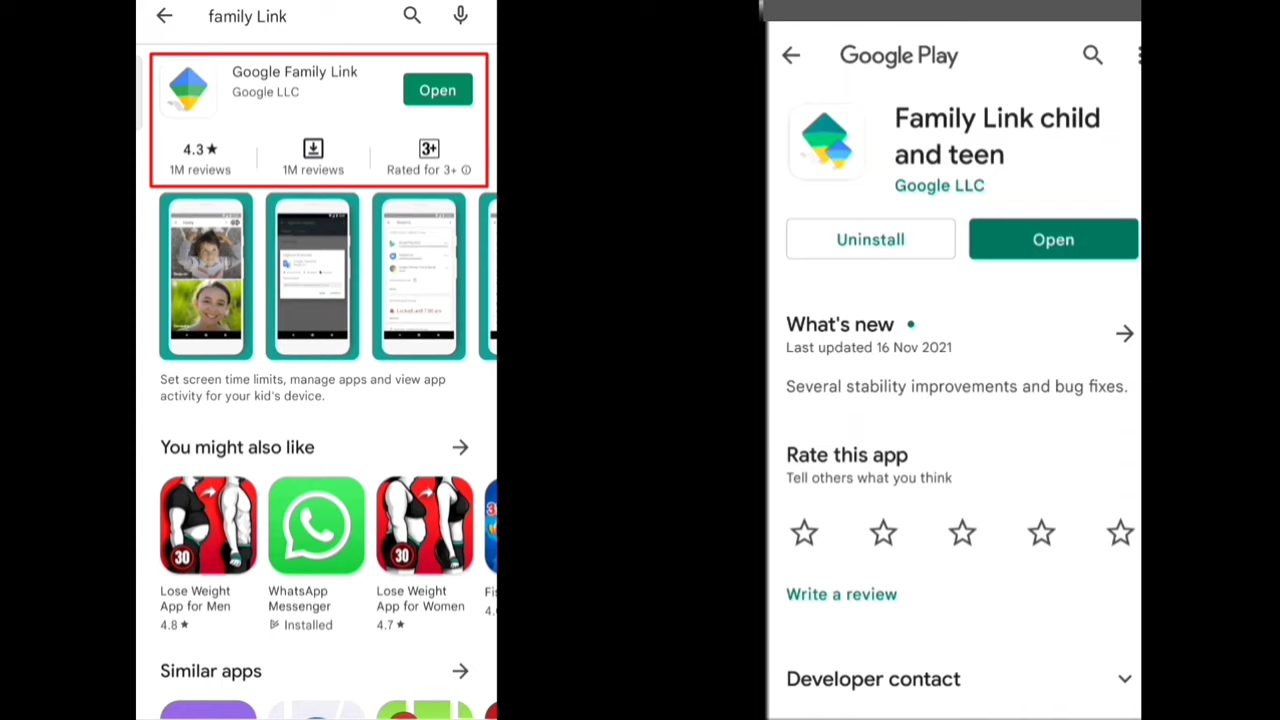 family Link
Google Family Link
Google LLC
Open
4.3★
1M reviews
1M reviews
3+
Rated for 3+
Set screen time limits, manage apps and view app
activity for your kid's device.
You might also like
30
30
Lose Weight
App for Men
4.8 ★
WhatsApp
Messenger
Installed
Lose Weight
App for Women
4.7 ★
Similar apps
Google Play
Family Link child
and teen
Google LLC
Uninstall
Open
What's new
Last updated 16 Nov 2021
Several stability improvements and bug fixes.
Rate this app
Tell others what you think
Write a review
Developer contact